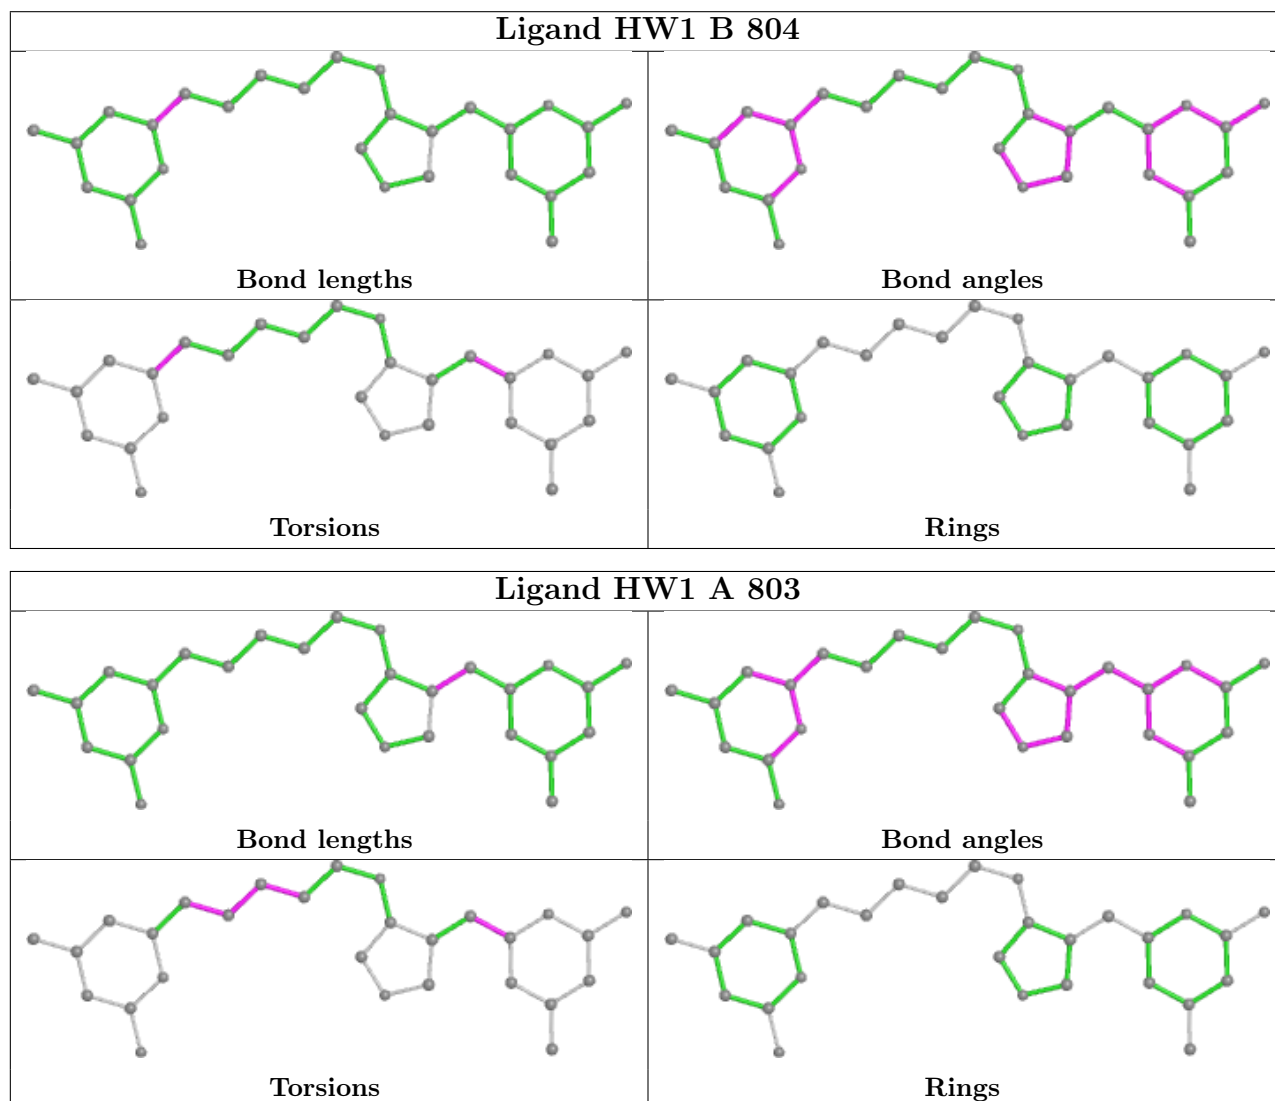 Ligand HW1 B 804
Bond lengths
Bond angles
Torsions
Rings
Ligand HW1 A 803
Bond lengths
Bond angles
Torsions
Rings